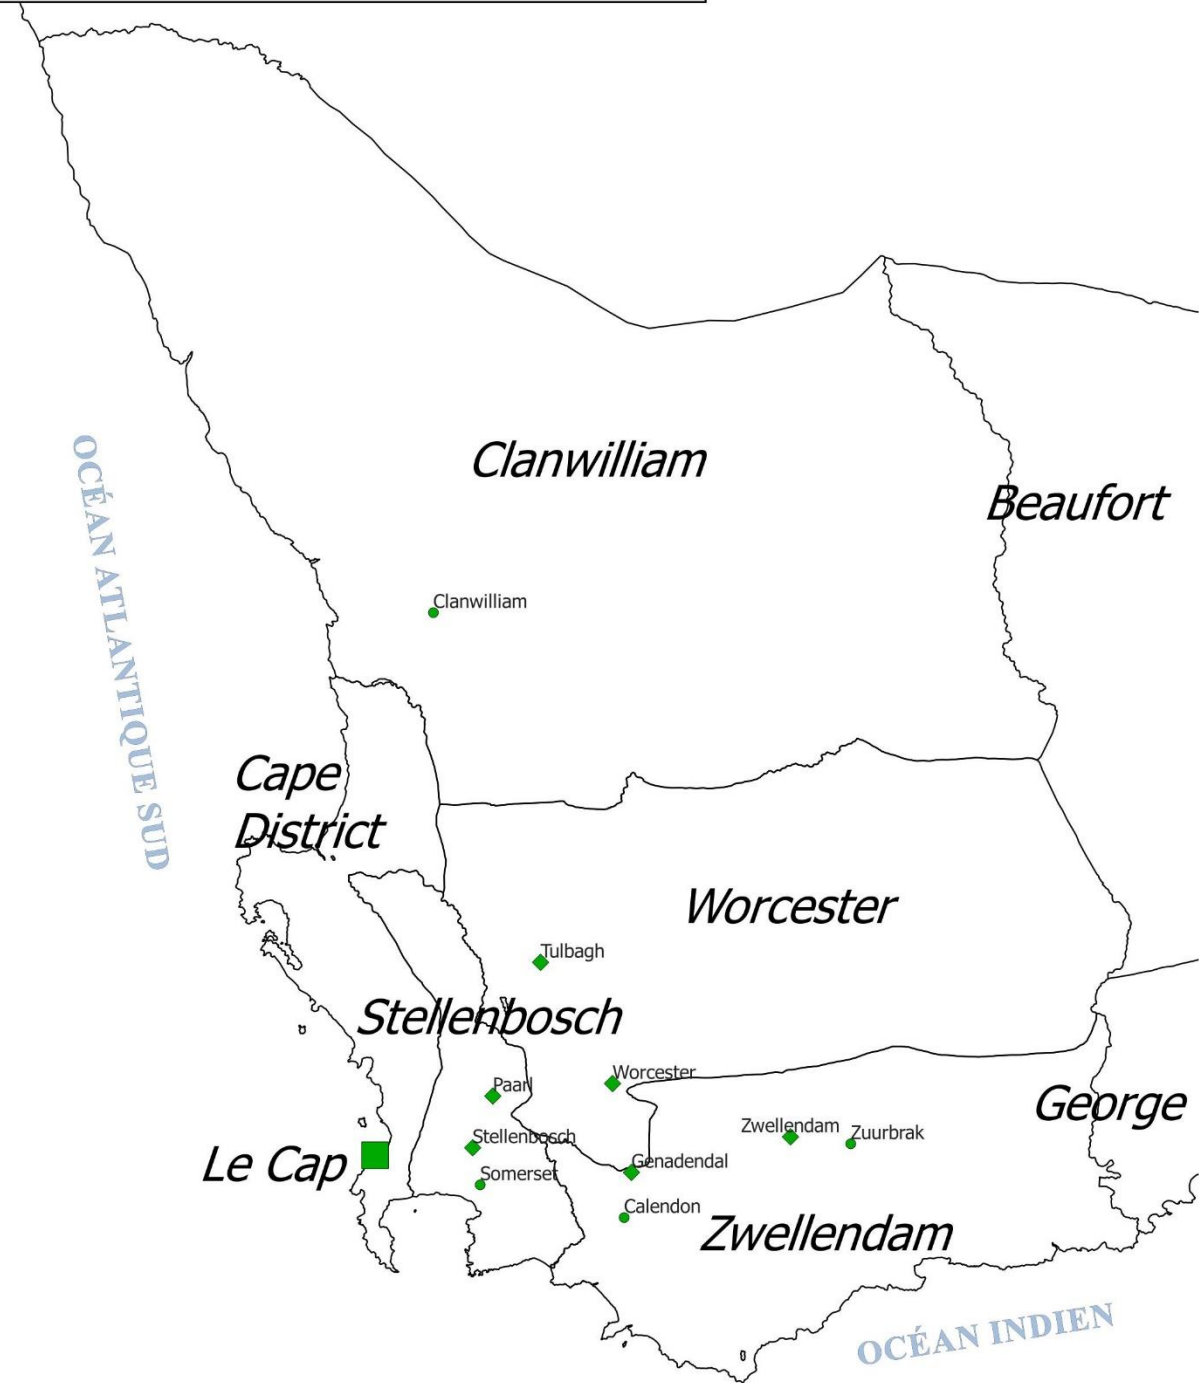 Clanwilliam
Beaufort
OCÉAN ATLANTIQUE SUD
Clanwilliam
Cape
District
Worcester
Tulbagh
Stellenbosch
Worcester
Paarl
George
Zwellendam
Zuurbrak
Stellenbosch
Le Cap
Genadendal
Somerset
Calendon
Zwellendam
OCÉAN INDIEN